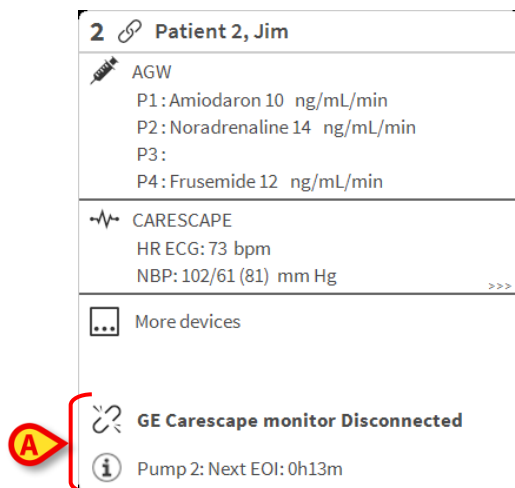 2 Patient 2, Jim
AGW
P1 : Amiodaron 10 ng/mL/min
P2 : Noradrenaline 14 ng/mL/min
P3 :
P4 : Frusemide 12 ng/mL/min
CARESCAPE
HR ECG: 73 bpm
NBP: 102/61 (81) mm Hg
>>>
More devices
GE Carescape monitor Disconnected
A
Pump 2: Next EOI: 0h13m